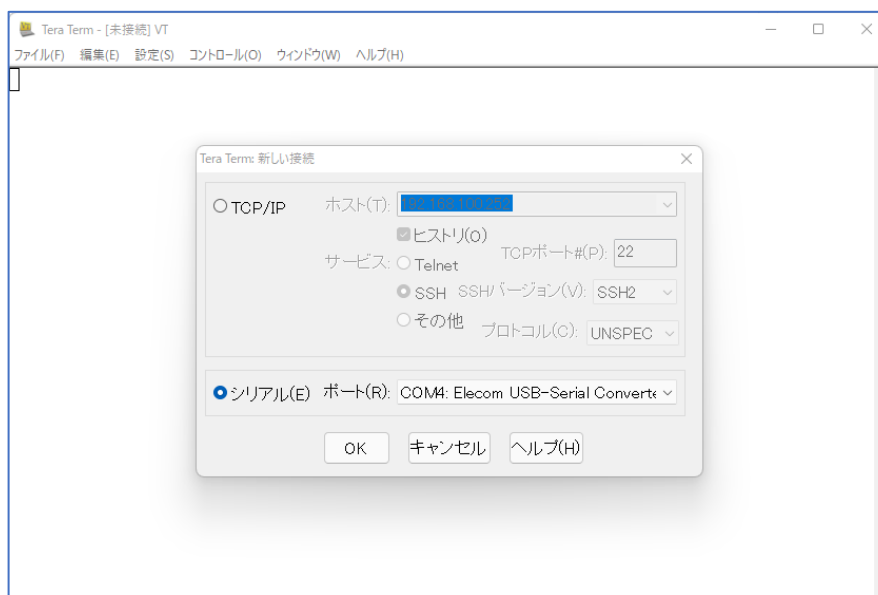 Tera Term - [未接続] VT
ファイル(F) 編集(E) 設定(S) コントロール(O) ウィンドウ(W) ヘルプ(H)
Tera Term: 新しい接続
TCP/IP ホスト(T): 192.168.100.252
ヒストリ(O)
サービス: Telnet TCPポート#(P): 22
SSH SSHバージョン(V): SSH2
その他 プロトコル(C): UNSPEC
シリアル(E) ポート(R): COM4: Elecom USB-Serial Converte
OK キャンセル ヘルプ(H)